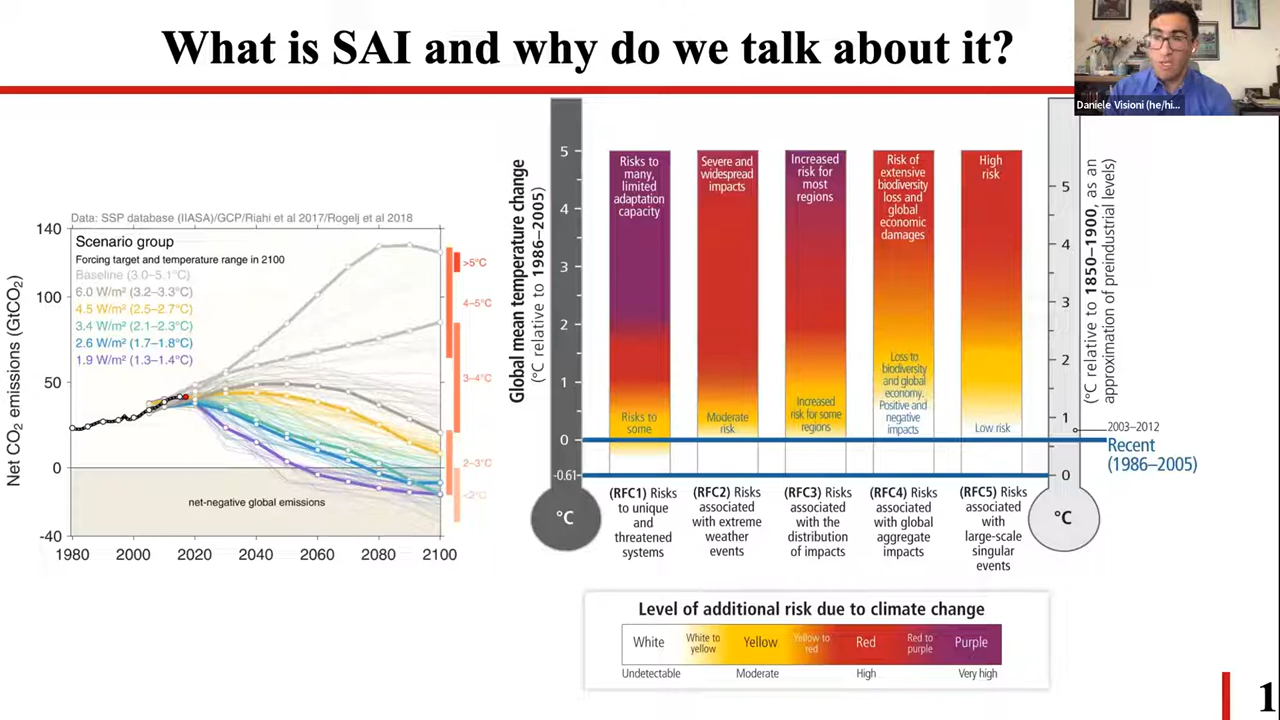 What is SAI and why do we talk about it?
Daniele Visioni (he/hi...
Data: SSP database (IIASA)/GCP/Riahi et al 2017/Rogelj et al 2018
Net CO2 emissions (GtCO2)
140
100
50
0
-40
Scenario group
Forcing target and temperature range in 2100
Baseline (3.0–5.1°C)
6.0 W/m² (3.2–3.3°C)
4.5 W/m² (2.5–2.7°C)
3.4 W/m² (2.1–2.3°C)
2.6 W/m² (1.7–1.8°C)
1.9 W/m² (1.3–1.4°C)
net-negative global emissions
1980
2000
2020
2040
2060
2080
2100
>5°C
4–5°C
3–4°C
2–3°C
<2°C
Global mean temperature change
(°C relative to 1986–2005)
5
4
3
2
1
0
-0.61
°C
Risks to
many,
limited
adaptation
capacity
Risks to
some
Severe and
widespread
impacts
Moderate
risk
Increased
risk for
most
regions
Increased
risk for some
regions
Risk of
extensive
biodiversity
loss and
global
economic
damages
Loss to
biodiversity
and global
economy.
Positive and
negative
impacts
High
risk
Low risk
(RFC1) Risks
to unique
and
threatened
systems
(RFC2) Risks
associated
with extreme
weather
events
(RFC3) Risks
associated
with the
distribution
of impacts
(RFC4) Risks
associated
with global
aggregate
impacts
(RFC5) Risks
associated
with
large-scale
singular
events
5
4
3
2
1
0
°C
(°C relative to 1850–1900, as an
approximation of preindustrial levels)
2003–2012
Recent
(1986–2005)
Level of additional risk due to climate change
White
White to
yellow
Yellow
Yellow to
red
Red
Red to
purple
Purple
Undetectable
Moderate
High
Very high
1